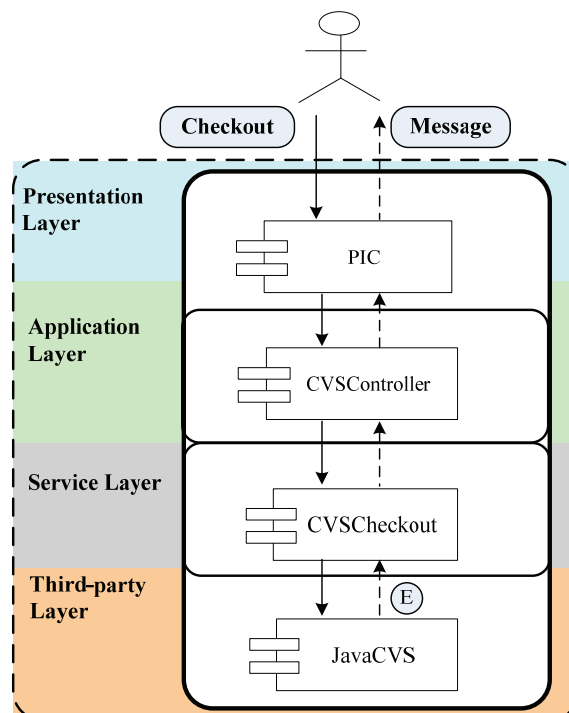 Checkout
Message
Presentation
Layer
PIC
Application
Layer
CVSController
Service Layer
CVSCheckout
Third-party
Layer
E
JavaCVS